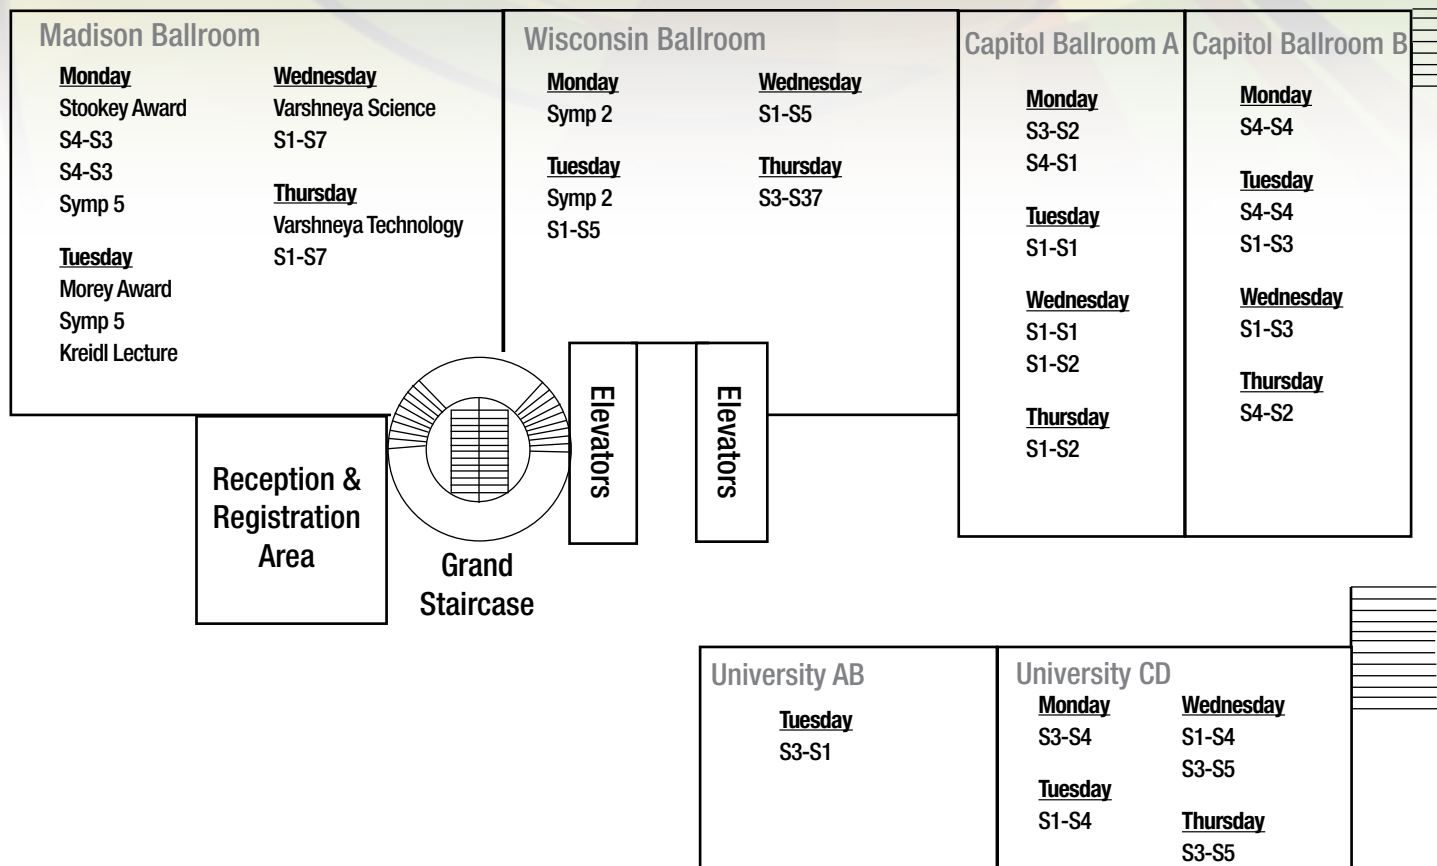 Madison Ballroom
Monday
Stookey Award
S4-S3
S4-S3
Symp 5
Tuesday
Morey Award
Symp 5
Kreidl Lecture
Wednesday
Varshneya Science
S1-S7
Thursday
Varshneya Technology
S1-S7
Wisconsin Ballroom
Monday
Symp 2
Tuesday
Symp 2
S1-S5
Wednesday
S1-S5
Thursday
S3-S37
Capitol Ballroom A
Monday
S3-S2
S4-S1
Tuesday
S1-S1
Wednesday
S1-S1
S1-S2
Thursday
S1-S2
Capitol Ballroom B
Monday
S4-S4
Tuesday
S4-S4
S1-S3
Wednesday
S1-S3
Thursday
S4-S2
Reception &
Registration
Area
Grand
Staircase
Elevators
Elevators
University AB
Tuesday
S3-S1
University CD
Monday
S3-S4
Tuesday
S1-S4
Wednesday
S1-S4
S3-S5
Thursday
S3-S5